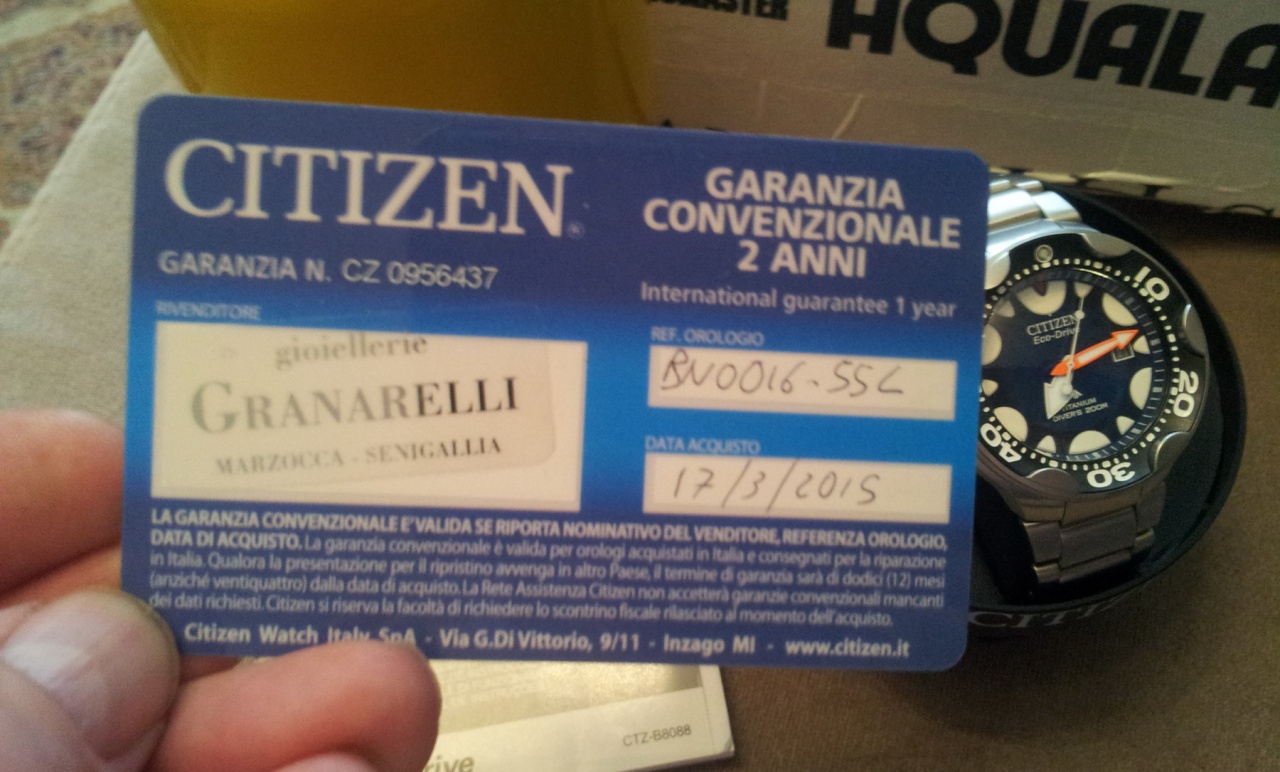 AQUALA
CITIZEN®
GARANZIA
CONVENZIONALE
2 ANNI
GARANZIA N. CZ 0956437
International guarantee 1 year
RIVENDITORE
gioiellerie
GRANARELLI
MARZOCCA - SENIGALLIA
REF. OROLOGIO
BN0016-55L
DATA ACQUISTO
17/3/2015
LA GARANZIA CONVENZIONALE E' VALIDA SE RIPORTA NOMINATIVO DEL VENDITORE, REFERENZA OROLOGIO,
DATA DI ACQUISTO. La garanzia convenzionale è valida per orologi acquistati in Italia e consegnati per la riparazione
in Italia. Qualora la presentazione per il ripristino avvenga in altro Paese, il termine di garanzia sarà di dodici (12) mesi
(anziché ventiquattro) dalla data di acquisto. La Rete Assistenza Citizen non accetterà garanzie convenzionali mancanti
dei dati richiesti. Citizen si riserva la facoltà di richiedere lo scontrino fiscale rilasciato al momento dell'acquisto.
Citizen Watch Italy SpA - Via G.Di Vittorio, 9/11 - Inzago MI - www.citizen.it
CITIZEN
Eco-Drive
TITANIUM
DIVER'S 200M
10
20
30
40
CTZ-B8088